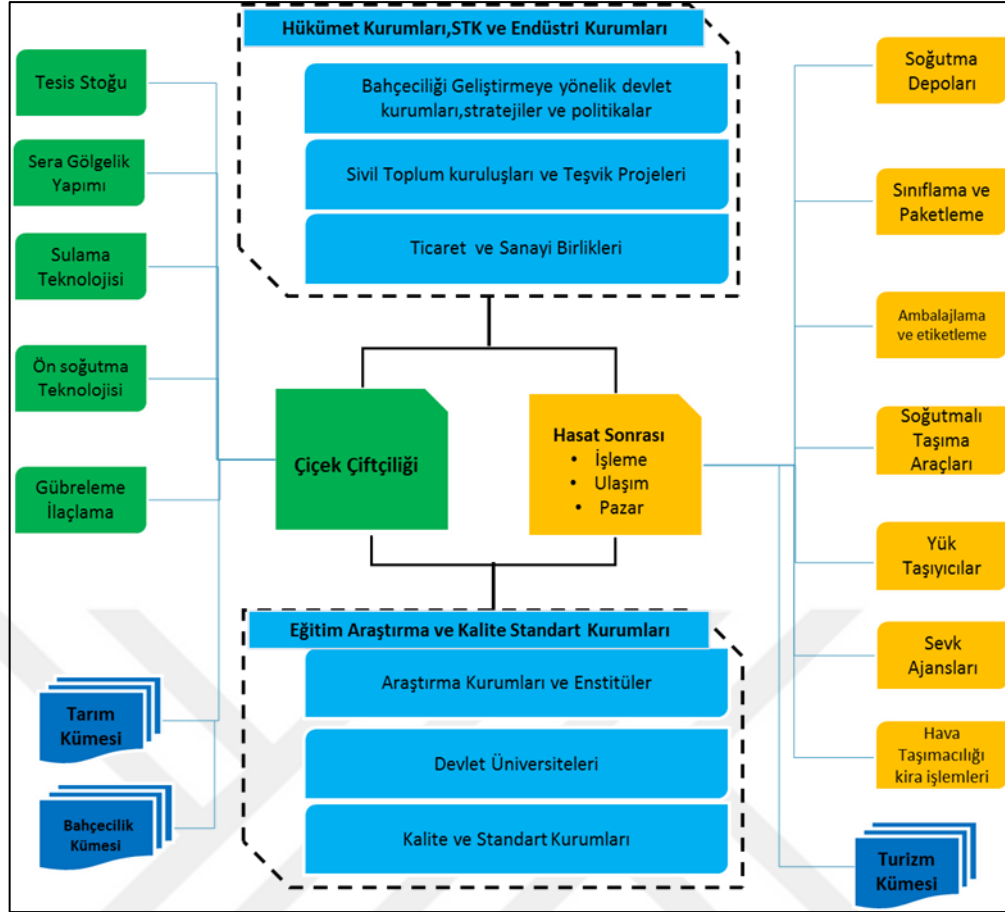 Hükümet Kurumları,STK ve Endüstri Kurumları
Bahçeciliği Geliştirmeye yönelik devlet
kurumları,stratejiler ve politikalar
Sivil Toplum kuruluşları ve Teşvik Projeleri
Ticaret ve Sanayi Birlikleri
Tesis Stoğu
Sera Gölgelik
Yapımı
Sulama
Teknolojisi
Ön soğutma
Teknolojisi
Gübreleme
İlaçlama
Tarım
Kümesi
Bahçecilik
Kümesi
Çiçek Çiftçiliği
Hasat Sonrası
• İşleme
• Ulaşım
• Pazar
Eğitim Araştırma ve Kalite Standart Kurumları
Araştırma Kurumları ve Enstitüler
Devlet Üniversiteleri
Kalite ve Standart Kurumları
Soğutma
Depoları
Sınıflama ve
Paketleme
Ambalajlama
ve etiketleme
Soğutmalı
Taşıma
Araçları
Yük
Taşıyıcılar
Sevk
Ajansları
Hava
Taşımacılığı
kira işlemleri
Turizm
Kümesi